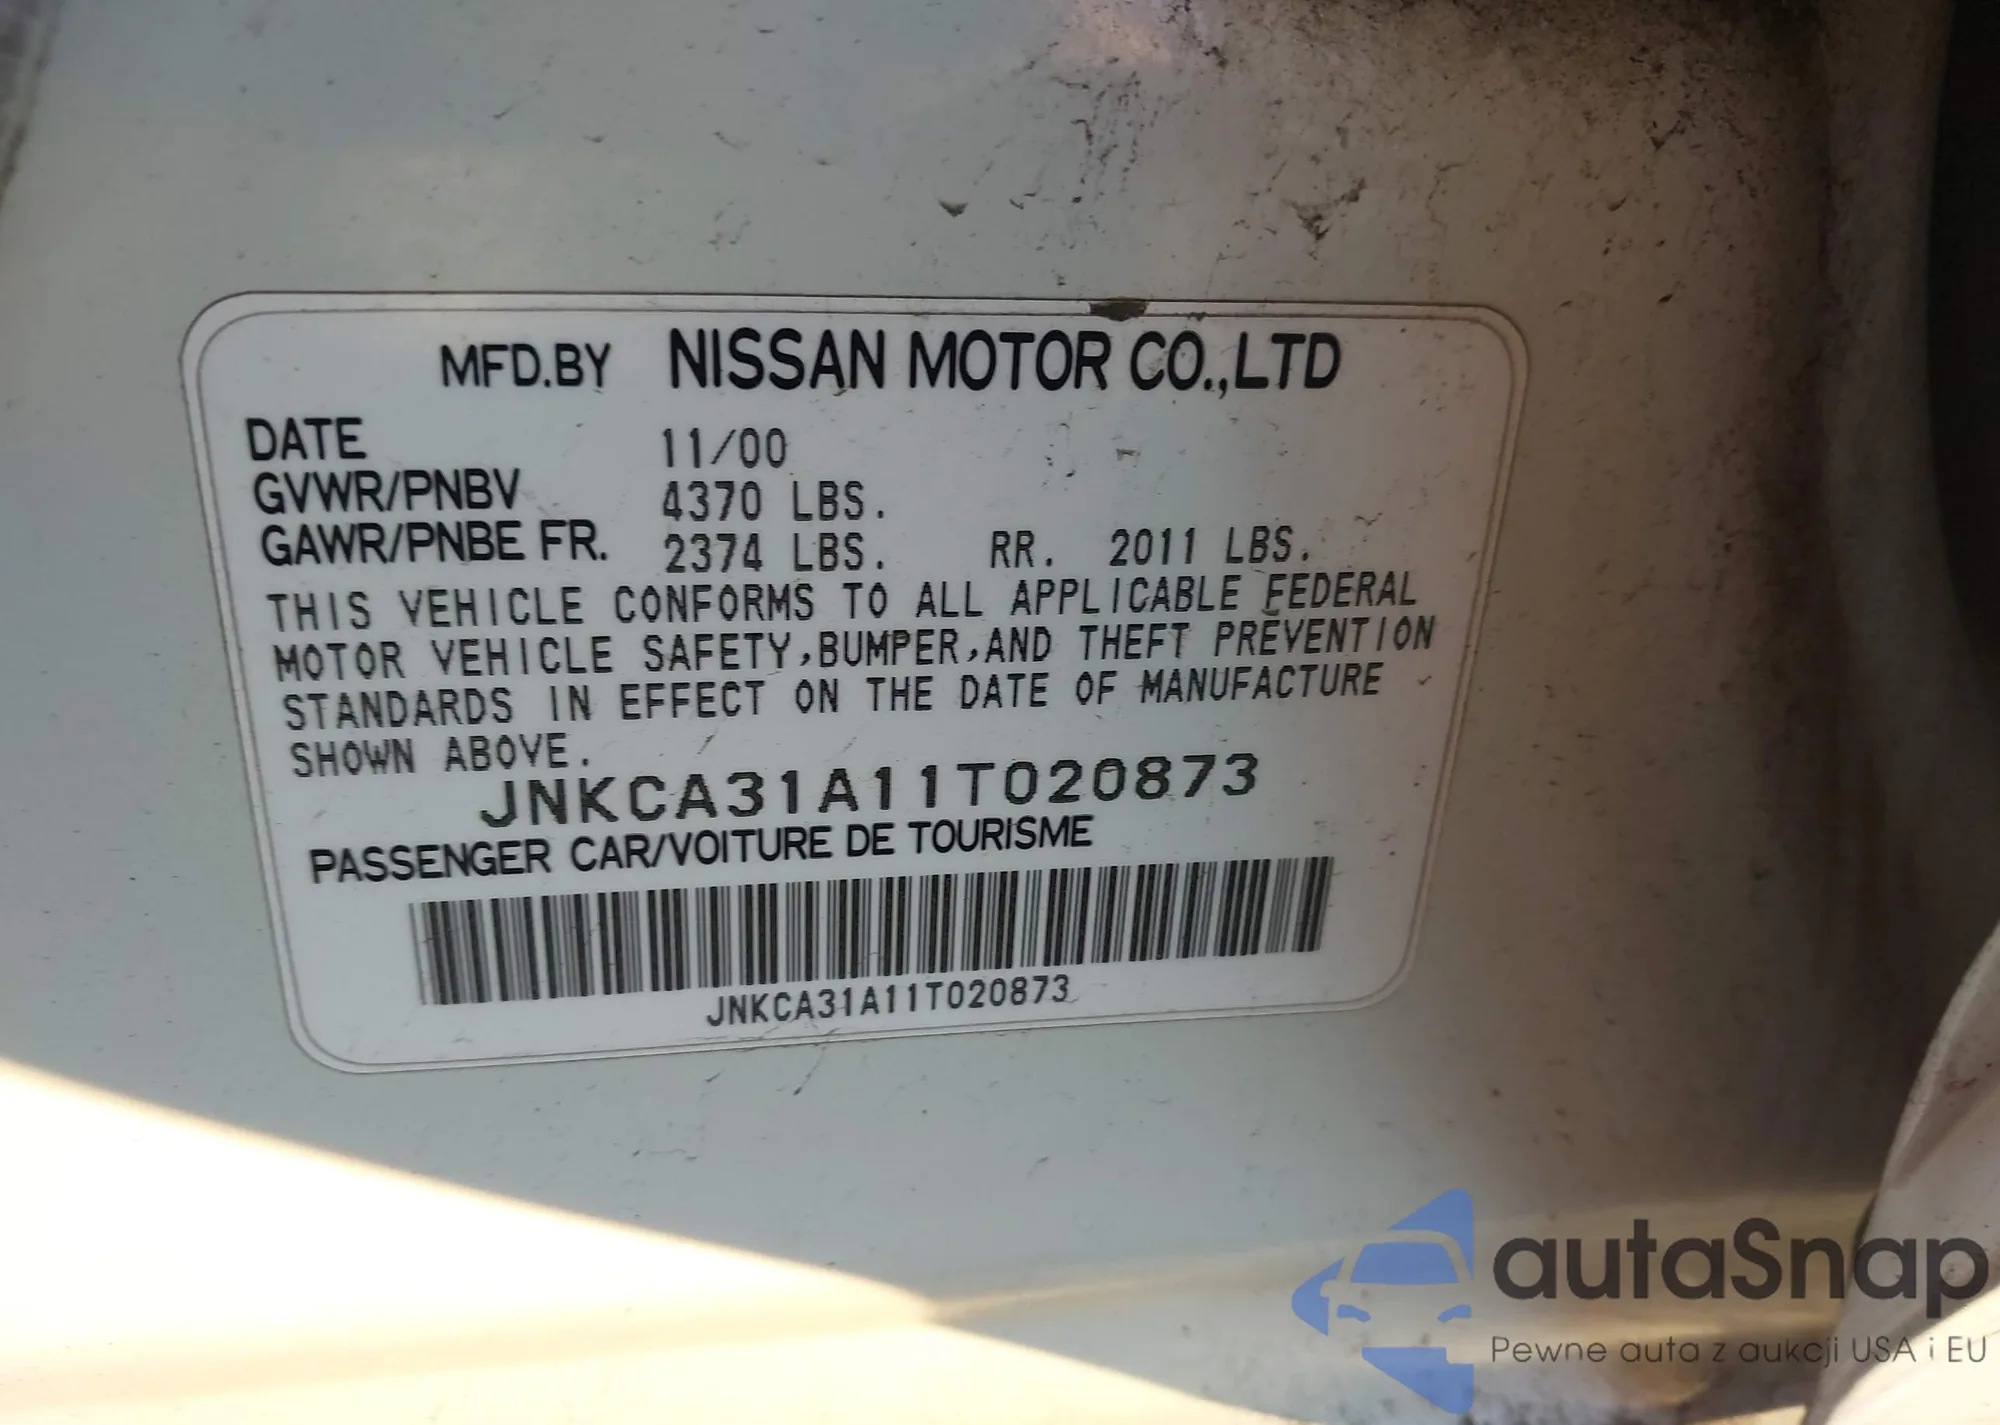 MFD.BY NISSAN MOTOR CO.,LTD
DATE 11/00
GVWR/PNBV 4370 LBS.
GAWR/PNBE FR. 2374 LBS. RR. 2011 LBS.
THIS VEHICLE CONFORMS TO ALL APPLICABLE FEDERAL
MOTOR VEHICLE SAFETY,BUMPER,AND THEFT PREVENTION
STANDARDS IN EFFECT ON THE DATE OF MANUFACTURE
SHOWN ABOVE.
JNKCA31A11T020873
PASSENGER CAR/VOITURE DE TOURISME
JNKCA31A11T020873
autaSnap
Pewne auta z aukcji USA i EU